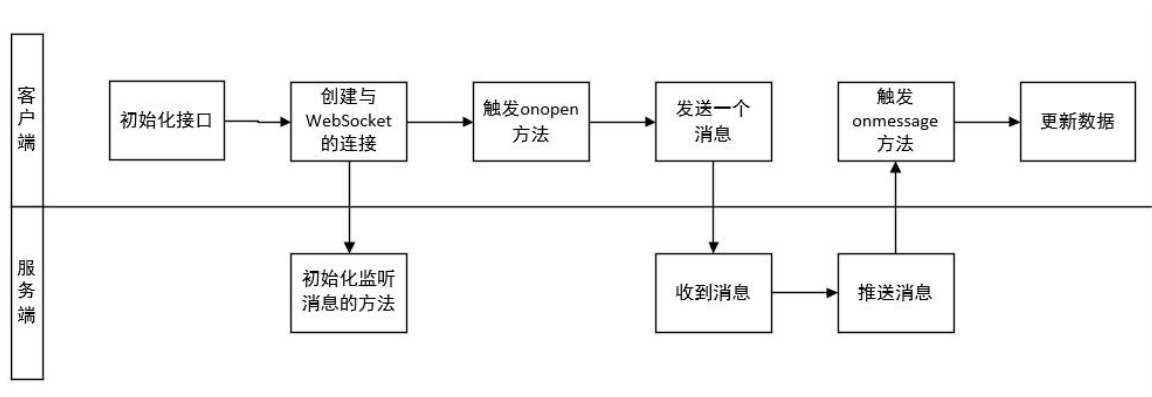 客
户
端
初始化接口
创建与
WebSocket
的连接
触发onopen
方法
发送一个
消息
触发
onmessage
方法
更新数据
服
务
端
初始化监听
消息的方法
收到消息
推送消息